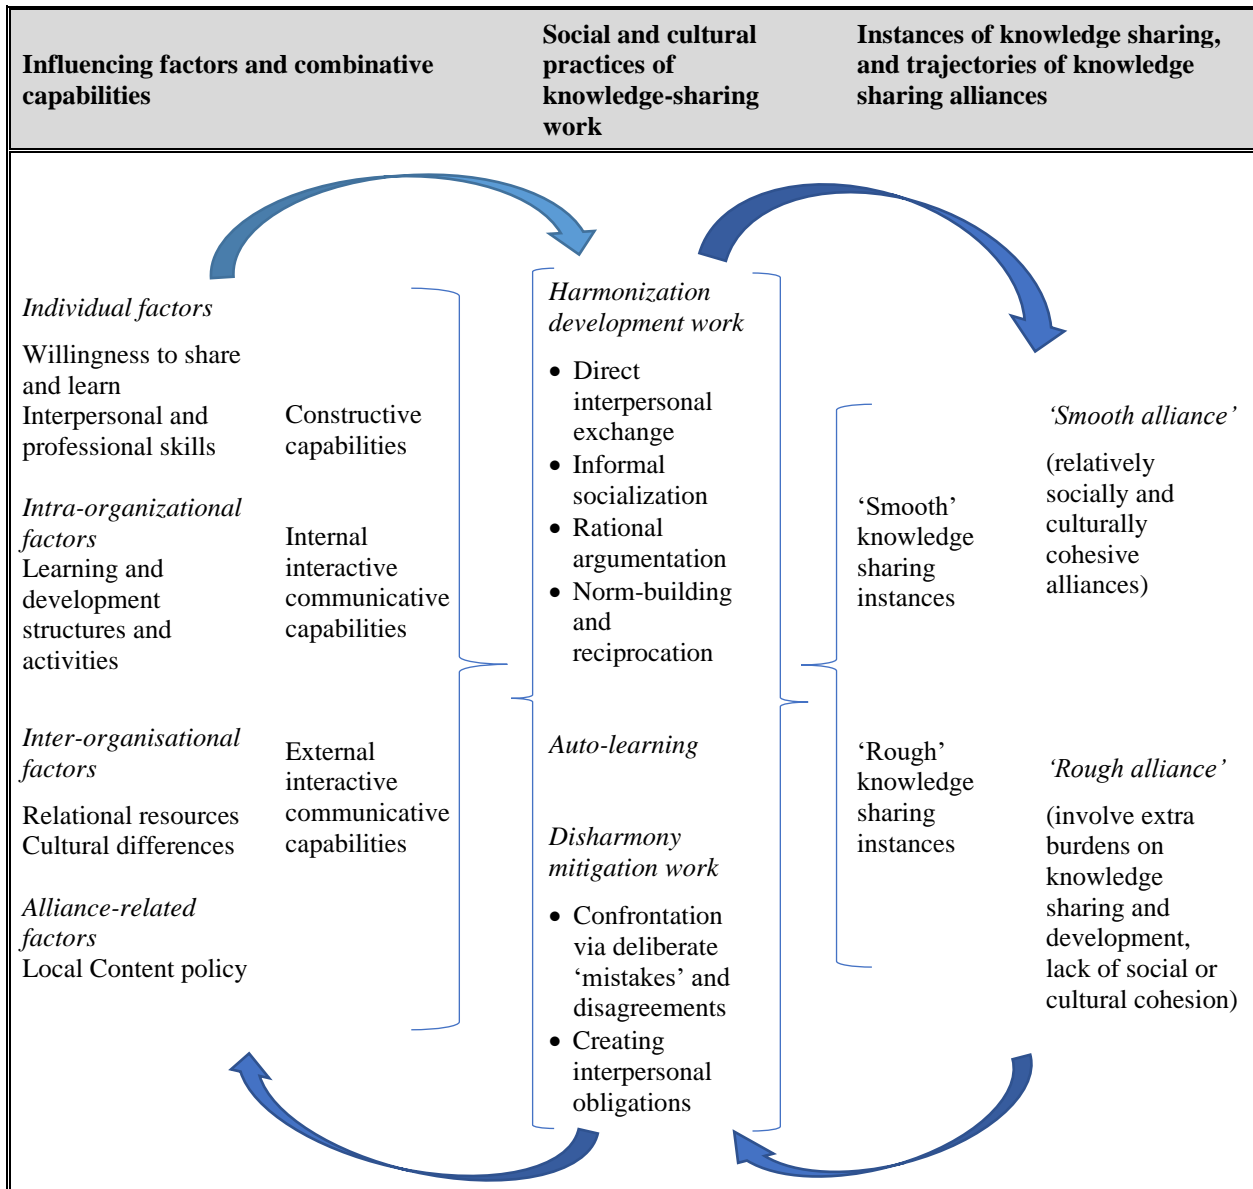 Influencing factors and combinative
capabilities
Social and cultural
practices of
knowledge-sharing
work
Instances of knowledge sharing,
and trajectories of knowledge
sharing alliances
Individual factors
Willingness to share
and learn
Interpersonal and
professional skills
Intra-organizational
factors
Learning and
development
structures and
activities
Inter-organisational
factors
Relational resources
Cultural differences
Alliance-related
factors
Local Content policy
Constructive
capabilities
Internal
interactive
communicative
capabilities
External
interactive
communicative
capabilities
Harmonization
development work
• Direct
interpersonal
exchange
• Informal
socialization
• Rational
argumentation
• Norm-building
and
reciprocation
Auto-learning
Disharmony
mitigation work
• Confrontation
via deliberate
‘mistakes’ and
disagreements
• Creating
interpersonal
obligations
‘Smooth’
knowledge
sharing
instances
‘Rough’
knowledge
sharing
instances
‘Smooth alliance’
(relatively
socially and
culturally
cohesive
alliances)
‘Rough alliance’
(involve extra
burdens on
knowledge
sharing and
development,
lack of social or
cultural cohesion)